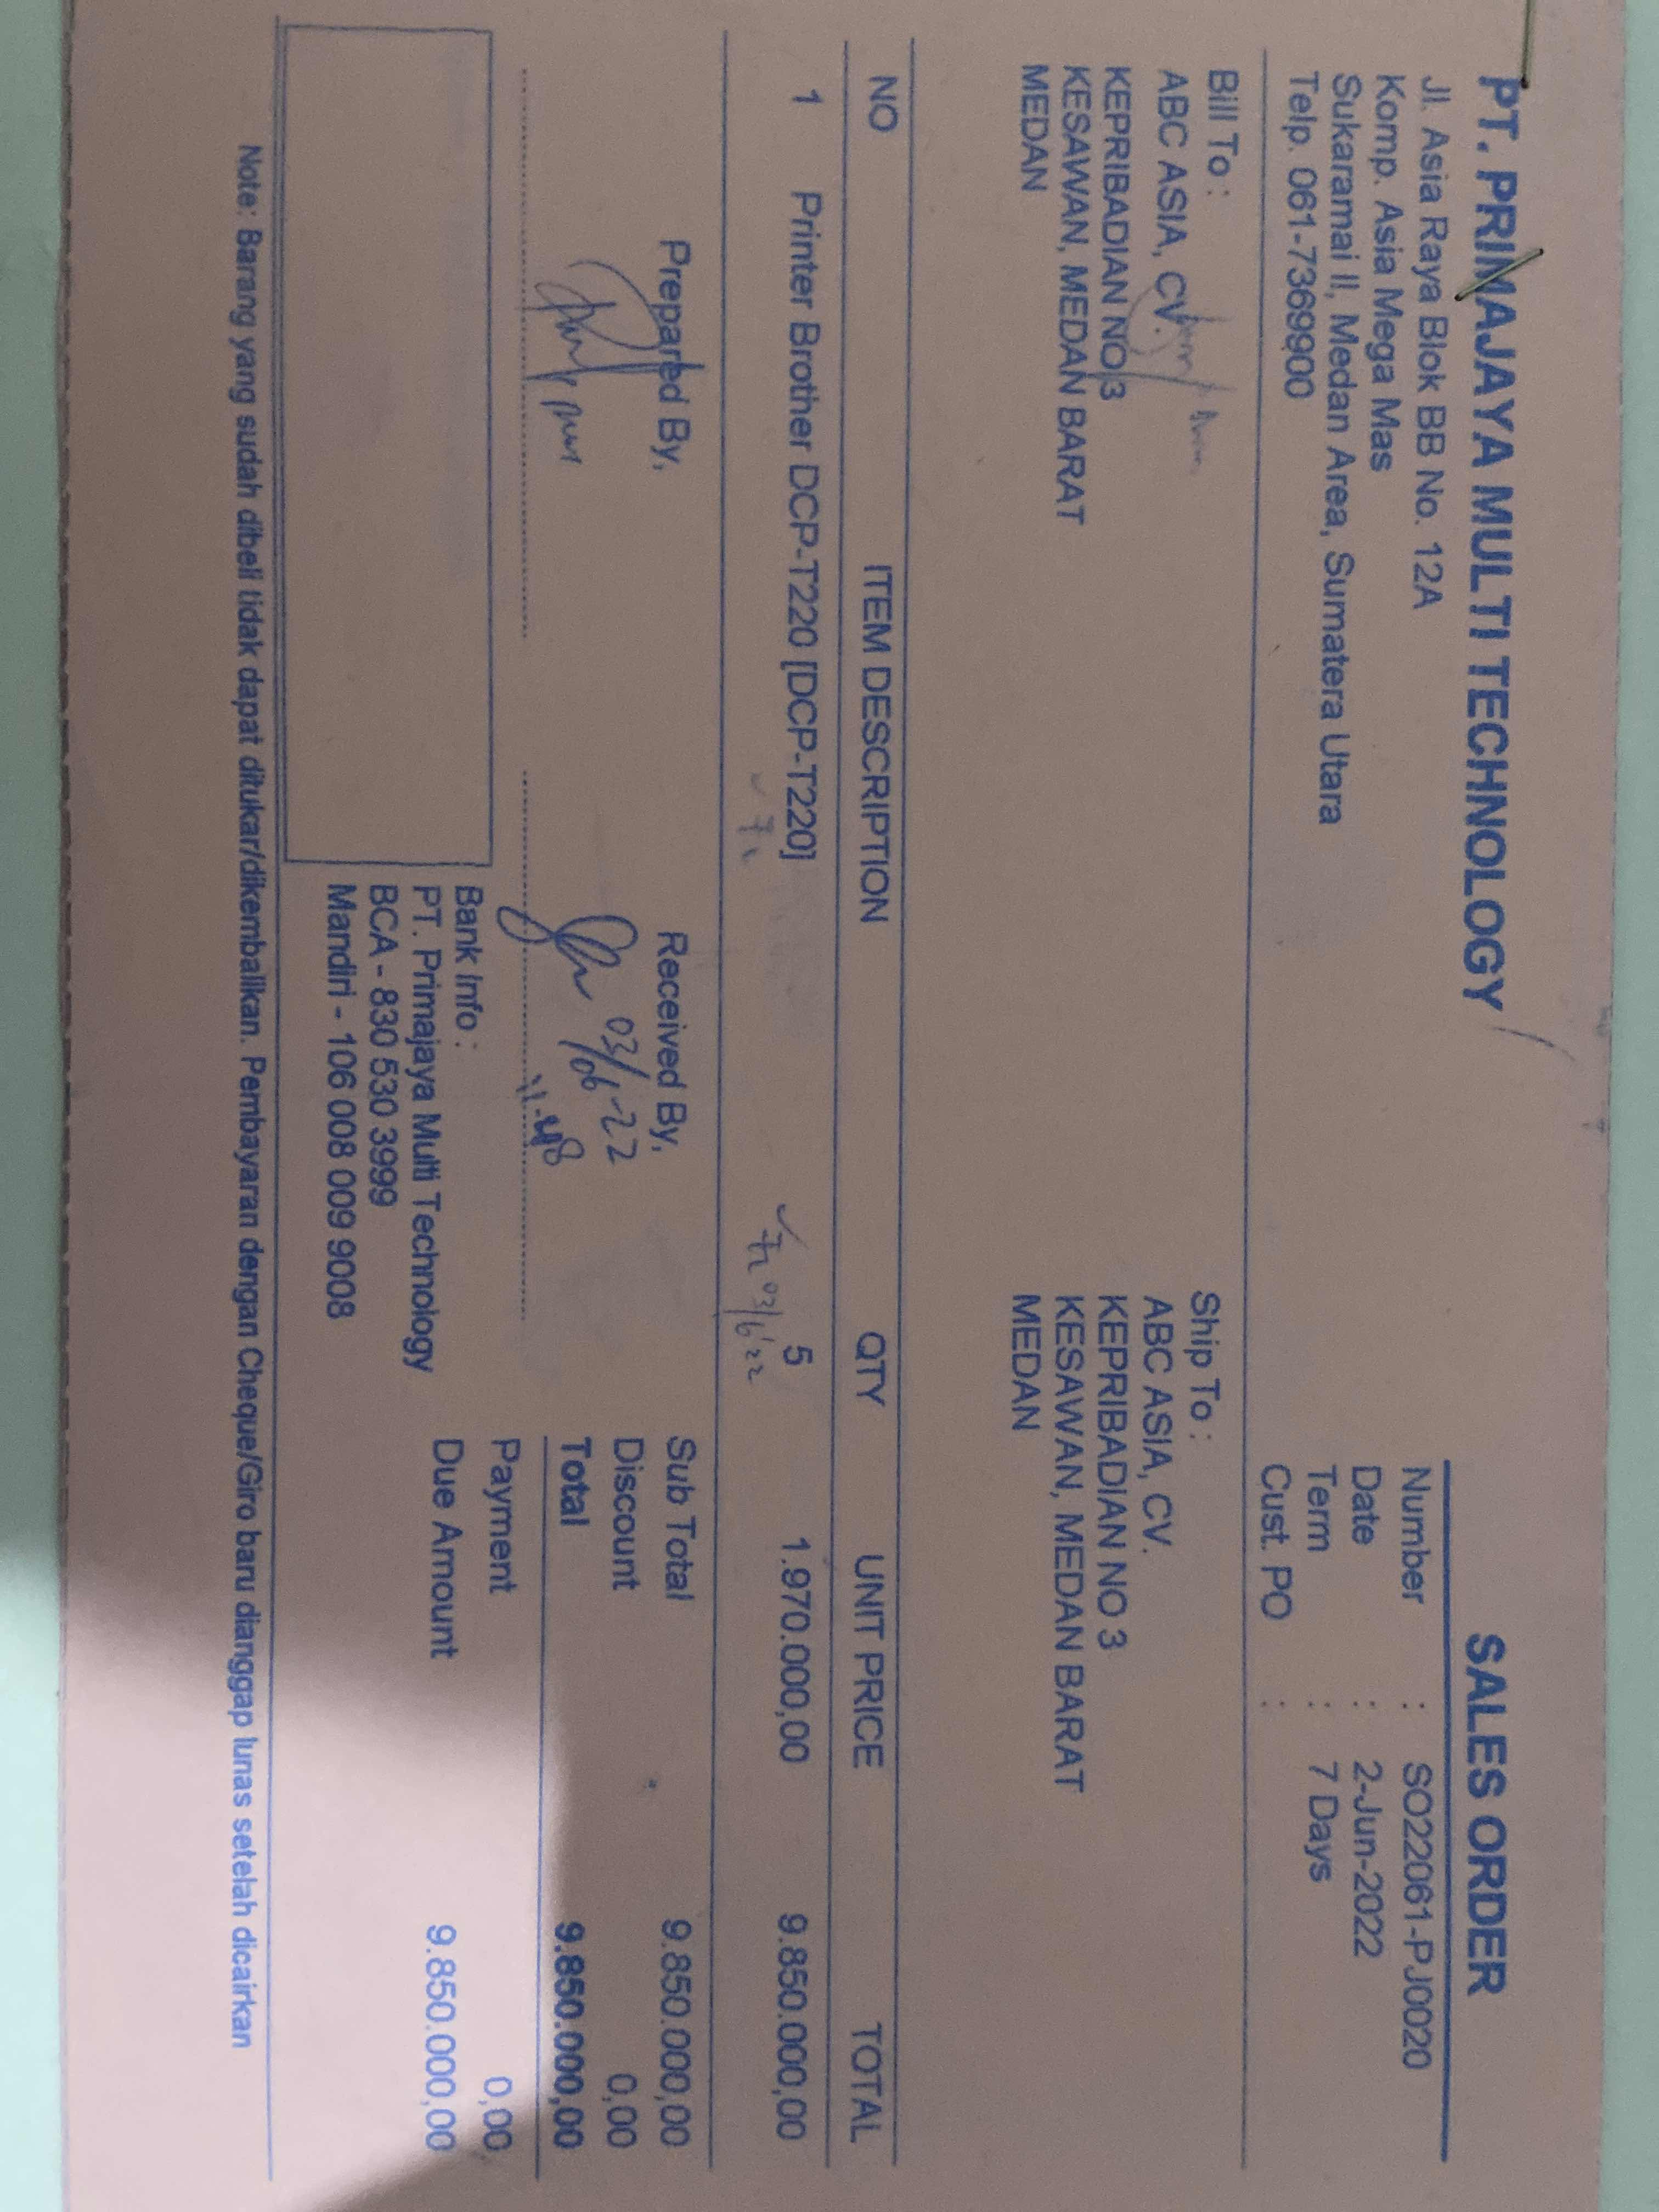 PT. PRIMAJAYA MULTI TECHNOLOGY
Jl. Asia Raya Blok BB No. 12A
Komp. Asia Mega Mas
Sukaramai II, Medan Area, Sumatera Utara
Telp. 061-7369900
SALES ORDER
Number : SO22061-PJ0020
Date : 2-Jun-2022
Term : 7 Days
Cust. PO :
Bill To :
ABC ASIA, CV.
KEPRIBADIAN NO 3
KESAWAN, MEDAN BARAT
MEDAN
Ship To :
ABC ASIA, CV.
KEPRIBADIAN NO 3
KESAWAN, MEDAN BARAT
MEDAN
NO ITEM DESCRIPTION QTY UNIT PRICE TOTAL
1 Printer Brother DCP-T220 [DCP-T220] 5 1.970.000,00 9.850.000,00
03/6'22
Prepared By,
Received By,
03/06-22
11-48
Sub Total 9.850.000,00
Discount 0,00
Total 9.850.000,00
Payment 0,00
Due Amount 9.850.000,00
Bank Info :
PT. Primajaya Multi Technology
BCA - 830 530 3999
Mandiri - 106 008 009 9008
Note: Barang yang sudah dibeli tidak dapat ditukar/dikembalikan. Pembayaran dengan Cheque/Giro baru dianggap lunas setelah dicairkan